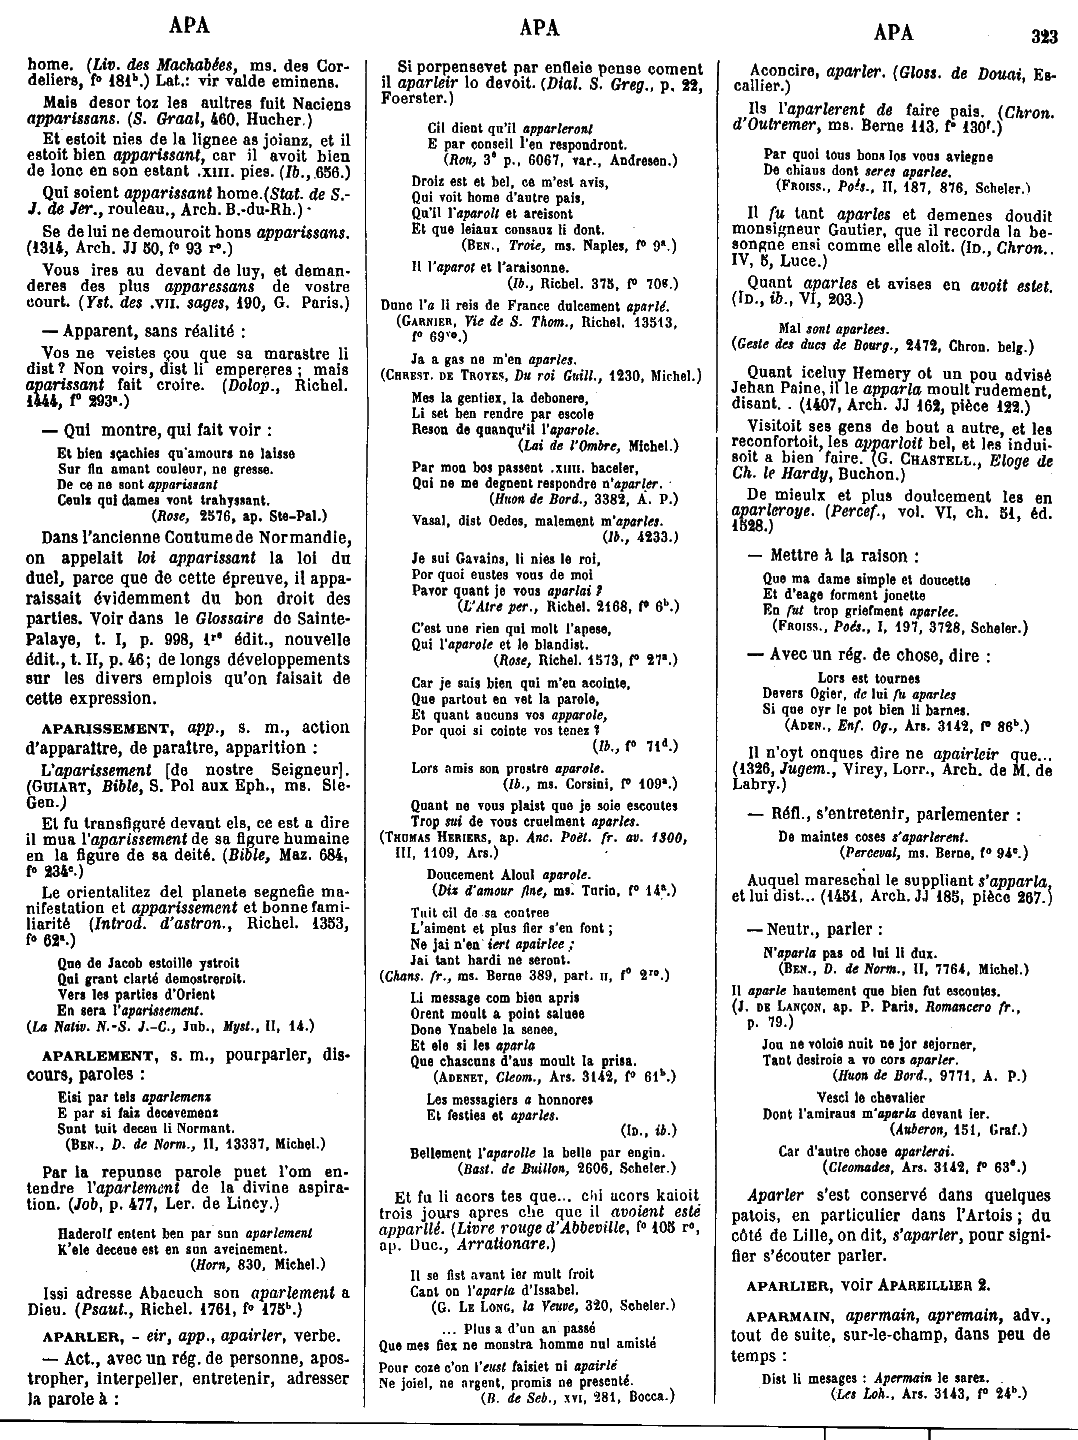 APA
APA
APA
323
home. (Liv. des Machabées, ms. des Cor-
deliers, f° 181ᵇ.) Lat.: vir valde eminens.
Mais desor toz les aultres fuit Naciens
apparissans. (S. Graal, 460, Hucher.)
Et estoit nies de la lignee as joianz, et il
estoit bien apparissant, car il avoit bien
de lonc en son estant .XIII. pies. (Ib., 656.)
Qui soient apparissant home. (Stat. de S.-
J. de Jer., rouleau., Arch. B.-du-Rh.)
Se de lui ne demouroit hons apparissans.
(1314, Arch. JJ 50, f° 93 r°.)
Vous ires au devant de luy, et deman-
deres des plus apparessans de vostre
court. (Yst. des .VII. sages, 190, G. Paris.)
— Apparent, sans réalité :
Vos ne veistes çou que sa marastre li
dist ? Non voirs, dist li empereres ; mais
aparissant fait croire. (Dolop., Richel.
1444, f° 293ᵃ.)
— Qui montre, qui fait voir :
Et bien sçachies qu'amours ne laisse
Sur fin amant couleur, ne gresse.
De ce ne sont apparissant
Ceulz qui dames vont trahyssant.
(Rose, 2576, ap. Ste-Pal.)
Dans l'ancienne Coutume de Normandie,
on appelait loi apparissant la loi du
duel, parce que de cette épreuve, il appa-
raissait évidemment du bon droit des
parties. Voir dans le Glossaire de Sainte-
Palaye, t. I, p. 998, 1ʳᵉ édit., nouvelle
édit., t. II, p. 46 ; de longs développements
sur les divers emplois qu'on faisait de
cette expression.
APARISSEMENT, app., s. m., action
d'apparaître, de paraître, apparition :
L'aparissement [de nostre Seigneur].
(GUIART, Bible, S. Pol aux Eph., ms. Ste-
Gen.)
Et fu transfiguré devant els, ce est a dire
il mua l'aparissement de sa figure humaine
en la figure de sa deité. (Bible, Maz. 684,
f° 234ᶜ.)
Le orientalitez del planete segnefie ma-
nifestation et apparissement et bonne fami-
liarité (Introd. d'astron., Richel. 1353,
f° 62ᵃ.)
Que de Jacob estoille ystroit
Qui grant clarté demostreroit.
Vers les parties d'Orient
En sera l'aparissement.
(La Nativ. N.-S. J.-C., Jub., Myst., II, 14.)
APARLEMENT, s. m., pourparler, dis-
cours, paroles :
Eisi par tels aparlemenz
E par si faiz decevemenz
Sunt tuit deceu li Normant.
(BEN., D. de Norm., II, 13337, Michel.)
Par la repunse parole puet l'om en-
tendre l'aparlement de la divine aspira-
tion. (Job, p. 477, Ler. de Lincy.)
Haderolf entent ben par sun aparlement
K'ele deceue est en sun aveinement.
(Horn, 830, Michel.)
Issi adresse Abacuch son aparlement a
Dieu. (Psaut., Richel. 1761, f° 175ᵇ.)
APARLER, - eir, app., apairler, verbe.
— Act., avec un rég. de personne, apos-
tropher, interpeller, entretenir, adresser
la parole à :
Si porpensevet par enfleie pense coment
il aparleir lo devoit. (Dial. S. Greg., p. 22,
Foerster.)
Cil dient qu'il apparleront
E par conseil l'en respondront.
(Rou, 3ᵉ p., 6067, var., Andresen.)
Droiz est et bel, ce m'est avis,
Qui voit home d'autre pais,
Qu'il l'aparolt et areisont
Et que leiaux consauz li dont.
(BEN., Troie, ms. Naples, f° 9ᵃ.)
Il l'aparot et l'araisonne.
(Ib., Richel. 375, f° 70ᵍ.)
Dunc l'a li reis de France dulcement aparlé.
(GARNIER, Vie de S. Thom., Richel. 13513,
f° 69ᵛᵒ.)
Ja a gas ne m'en aparles.
(CHREST. DE TROYES, Du roi Guill., 1230, Michel.)
Mes la gentiex, la debonere,
Li set ben rendre par escole
Reson de quanqu'il l'aparole.
(Lai de l'Ombre, Michel.)
Par mon bos passent .XIIII. baceler,
Qui ne me degnent respondre n'aparler.
(Huon de Bord., 3382, A. P.)
Vasal, dist Oedes, malement m'aparles.
(Ib., 4233.)
Je sui Gavains, li nies le roi,
Por quoi eustes vous de moi
Pavor quant je vous aparlai ?
(L'Atre per., Richel. 2168, f° 6ᵇ.)
C'est une rien qui molt l'apese,
Qui l'aparole et le blandist.
(Rose, Richel. 1573, f° 27ᵃ.)
Car je sais bien qui m'en acointe,
Que partout en vet la parole,
Et quant aucuns vos apparole,
Por quoi si cointe vos tenez ?
(Ib., f° 71ᵈ.)
Lors amis son prostre aparole.
(Ib., ms. Corsini, f° 109ᵃ.)
Quant ne vous plaist que je soie escoutes
Trop sui de vous cruelment aparles.
(THOMAS HERIERS, ap. Anc. Poët. fr. av. 1300,
III, 1109, Ars.)
Doucement Aloul aparole.
(Diz d'amour fine, ms. Turin, f° 14ᵃ.)
Tuit cil de sa contree
L'aiment et plus fier s'en font ;
Ne jai n'en iert apairlee ;
Jai tant hardi ne seront.
(Chans. fr., ms. Berne 389, part. II, f° 2ʳᵒ.)
Li message com bien apris
Orent moult a point saluee
Done Ynabele la senee,
Et ele si les aparla
Que chascuns d'aus moult la prisa.
(ADENET, Cleom., Ars. 3142, f° 61ᵇ.)
Les messagiers a honnores
Et festies et aparles.
(ID., ib.)
Bellement l'aparolle la belle par engin.
(Bast. de Buillon, 2606, Scheler.)
Et fu li acors tes que... chi acors kaioit
trois jours apres che que il avoient esté
appartlé. (Livre rouge d'Abbeville, f° 105 r°,
ap. Duc., Arrationare.)
Il se fist avant ier mult froit
Cant on l'aparla d'Issabel.
(G. LE LONG, la Veuve, 320, Scheler.)
... Plus a d'un an passé
Que mes fiex ne monstra homme nul amisté
Pour coze c'on l'eust faisiet ni apairlé
Ne joiel, ne argent, promis ne presenté.
(B. de Seb., XVI, 281, Bocca.)
Aconcire, aparler. (Gloss. de Douai, Es-
callier.)
Ils l'aparlerent de faire pais. (Chron.
d'Outremer, ms. Berne 113, f° 130ᶠ.)
Par quoi tous bons los vous aviegne
De chiaus dont seres aparlee.
(FROISS., Poés., II, 187, 876, Scheler.)
Il fu tant aparles et demenes doudit
monsigneur Gautier, que il recorda la be-
songne ensi comme elle aloit. (ID., Chron.,
IV, 5, Luce.)
Quant aparles et avises en avoit estet.
(ID., ib., VI, 203.)
Mal sont aparlees.
(Geste des ducs de Bourg., 2472, Chron. belg.)
Quant iceluy Hemery ot un pou advisé
Jehan Paine, il le apparla moult rudement,
disant. . (1407, Arch. JJ 162, pièce 122.)
Visitoit ses gens de bout a autre, et les
reconfortoit, les apparloit bel, et les indui-
soit a bien faire. (G. CHASTELL., Eloge de
Ch. le Hardy, Buchon.)
De mieulx et plus doulcement les en
aparleroye. (Percef., vol. VI, ch. 51, éd.
1528.)
— Mettre à la raison :
Que ma dame simple et doucette
Et d'eage forment jonette
En fut trop griefment aparlee.
(FROISS., Poés., I, 197, 3728, Scheler.)
— Avec un rég. de chose, dire :
Lors est tournes
Devers Ogier, de lui fu aparles
Si que oyr le pot bien li barnes.
(ADEN., Enf. Og., Ars. 3142, f° 86ᵇ.)
Il n'oyt onques dire ne apairleir que...
(1326, Jugem., Virey, Lorr., Arch. de M. de
Labry.)
— Réfl., s'entretenir, parlementer :
De maintes coses s'aparlerent.
(Perceval, ms. Berne, f° 94ᵉ.)
Auquel mareschal le suppliant s'apparla,
et lui dist... (1451, Arch. JJ 185, pièce 267.)
— Neutr., parler :
N'aparla pas od lui li dux.
(BEN., D. de Norm., II, 7764, Michel.)
Il aparle hautement que bien fut escoutes.
(J. DE LANÇON, ap. P. Paris, Romancero fr.,
p. 79.)
Jou ne voloie nuit ne jor sejorner,
Tant desiroie a vo cors aparler.
(Huon de Bord., 9771, A. P.)
Vesci le chevalier
Dont l'amiraus m'aparla devant ier.
(Auberon, 151, Graf.)
Car d'autre chose aparlerai.
(Cleomades, Ars. 3142, f° 63ᵉ.)
Aparler s'est conservé dans quelques
patois, en particulier dans l'Artois ; du
côté de Lille, on dit, s'aparler, pour signi-
fier s'écouter parler.
APARLIER, voir APAREILLIER 2.
APARMAIN, apermain, apremain, adv.,
tout de suite, sur-le-champ, dans peu de
temps :
Dist li mesages : Apermain le sarez.
(Les Loh., Ars. 3143, f° 24ᵇ.)